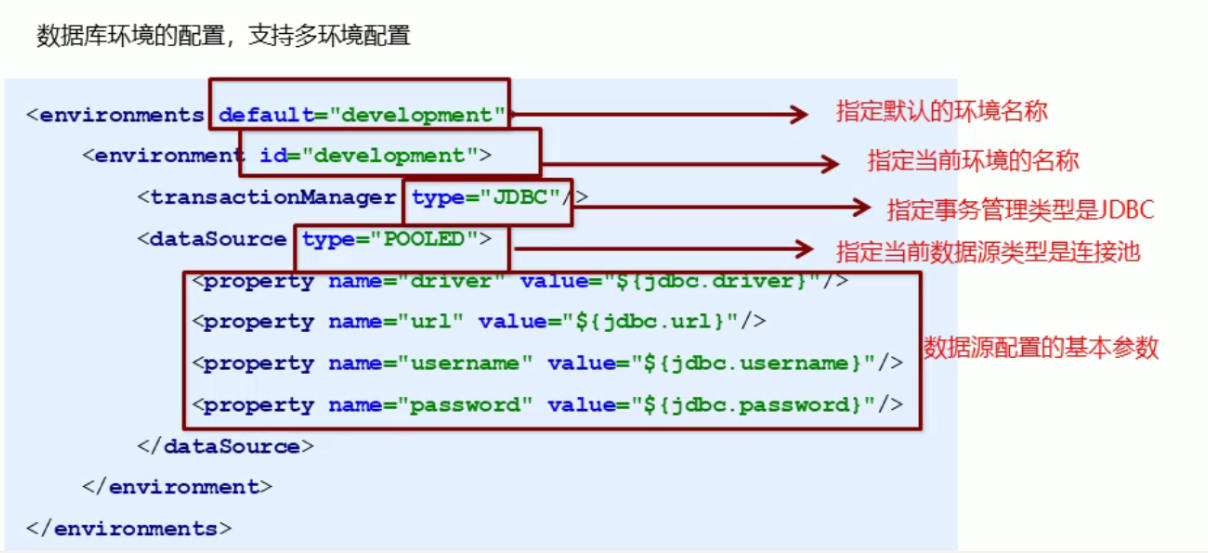 数据库环境的配置，支持多环境配置
<environments default="development">
指定默认的环境名称
<environment id="development">
指定当前环境的名称
<transactionManager type="JDBC"/>
指定事务管理类型是JDBC
<dataSource type="POOLED">
指定当前数据源类型是连接池
<property name="driver" value="${jdbc.driver}"/>
<property name="url" value="${jdbc.url}"/>
<property name="username" value="${jdbc.username}"/>
数据源配置的基本参数
<property name="password" value="${jdbc.password}"/>
</dataSource>
</environment>
</environments>